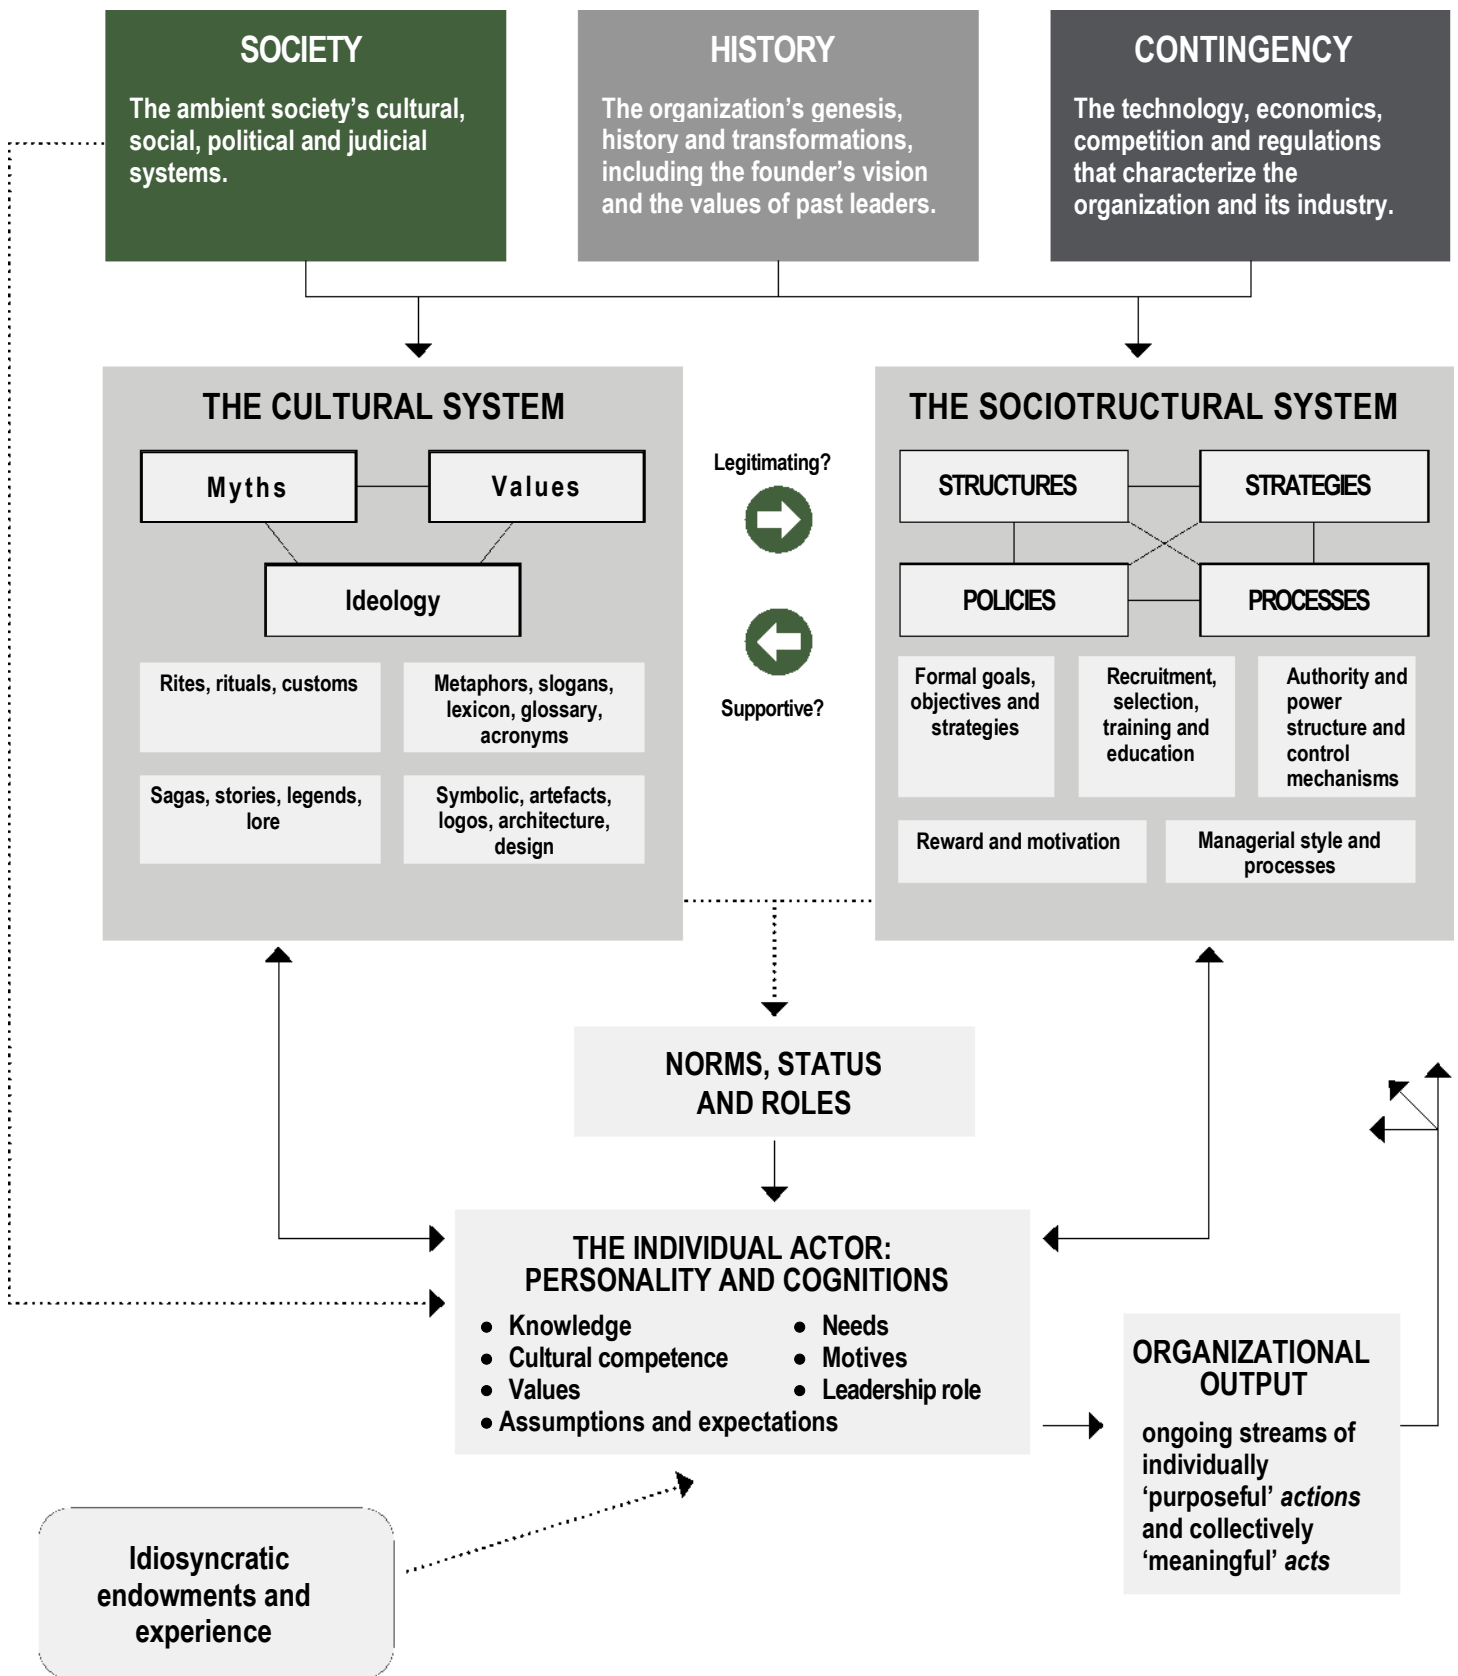 SOCIETY
The ambient society’s cultural,
social, political and judicial
systems.
HISTORY
The organization’s genesis,
history and transformations,
including the founder’s vision
and the values of past leaders.
CONTINGENCY
The technology, economics,
competition and regulations
that characterize the
organization and its industry.
THE CULTURAL SYSTEM
Myths
Values
Ideology
Rites, rituals, customs
Metaphors, slogans,
lexicon, glossary,
acronyms
Sagas, stories, legends,
lore
Symbolic, artefacts,
logos, architecture,
design
Legitimating?
Supportive?
THE SOCIOTRUCTURAL SYSTEM
STRUCTURES
STRATEGIES
POLICIES
PROCESSES
Formal goals,
objectives and
strategies
Recruitment,
selection,
training and
education
Authority and
power
structure and
control
mechanisms
Reward and motivation
Managerial style and
processes
NORMS, STATUS
AND ROLES
THE INDIVIDUAL ACTOR:
PERSONALITY AND COGNITIONS
● Knowledge
● Cultural competence
● Values
● Assumptions and expectations
● Needs
● Motives
● Leadership role
ORGANIZATIONAL
OUTPUT
ongoing streams of
individually
‘purposeful’ actions
and collectively
‘meaningful’ acts
Idiosyncratic
endowments and
experience